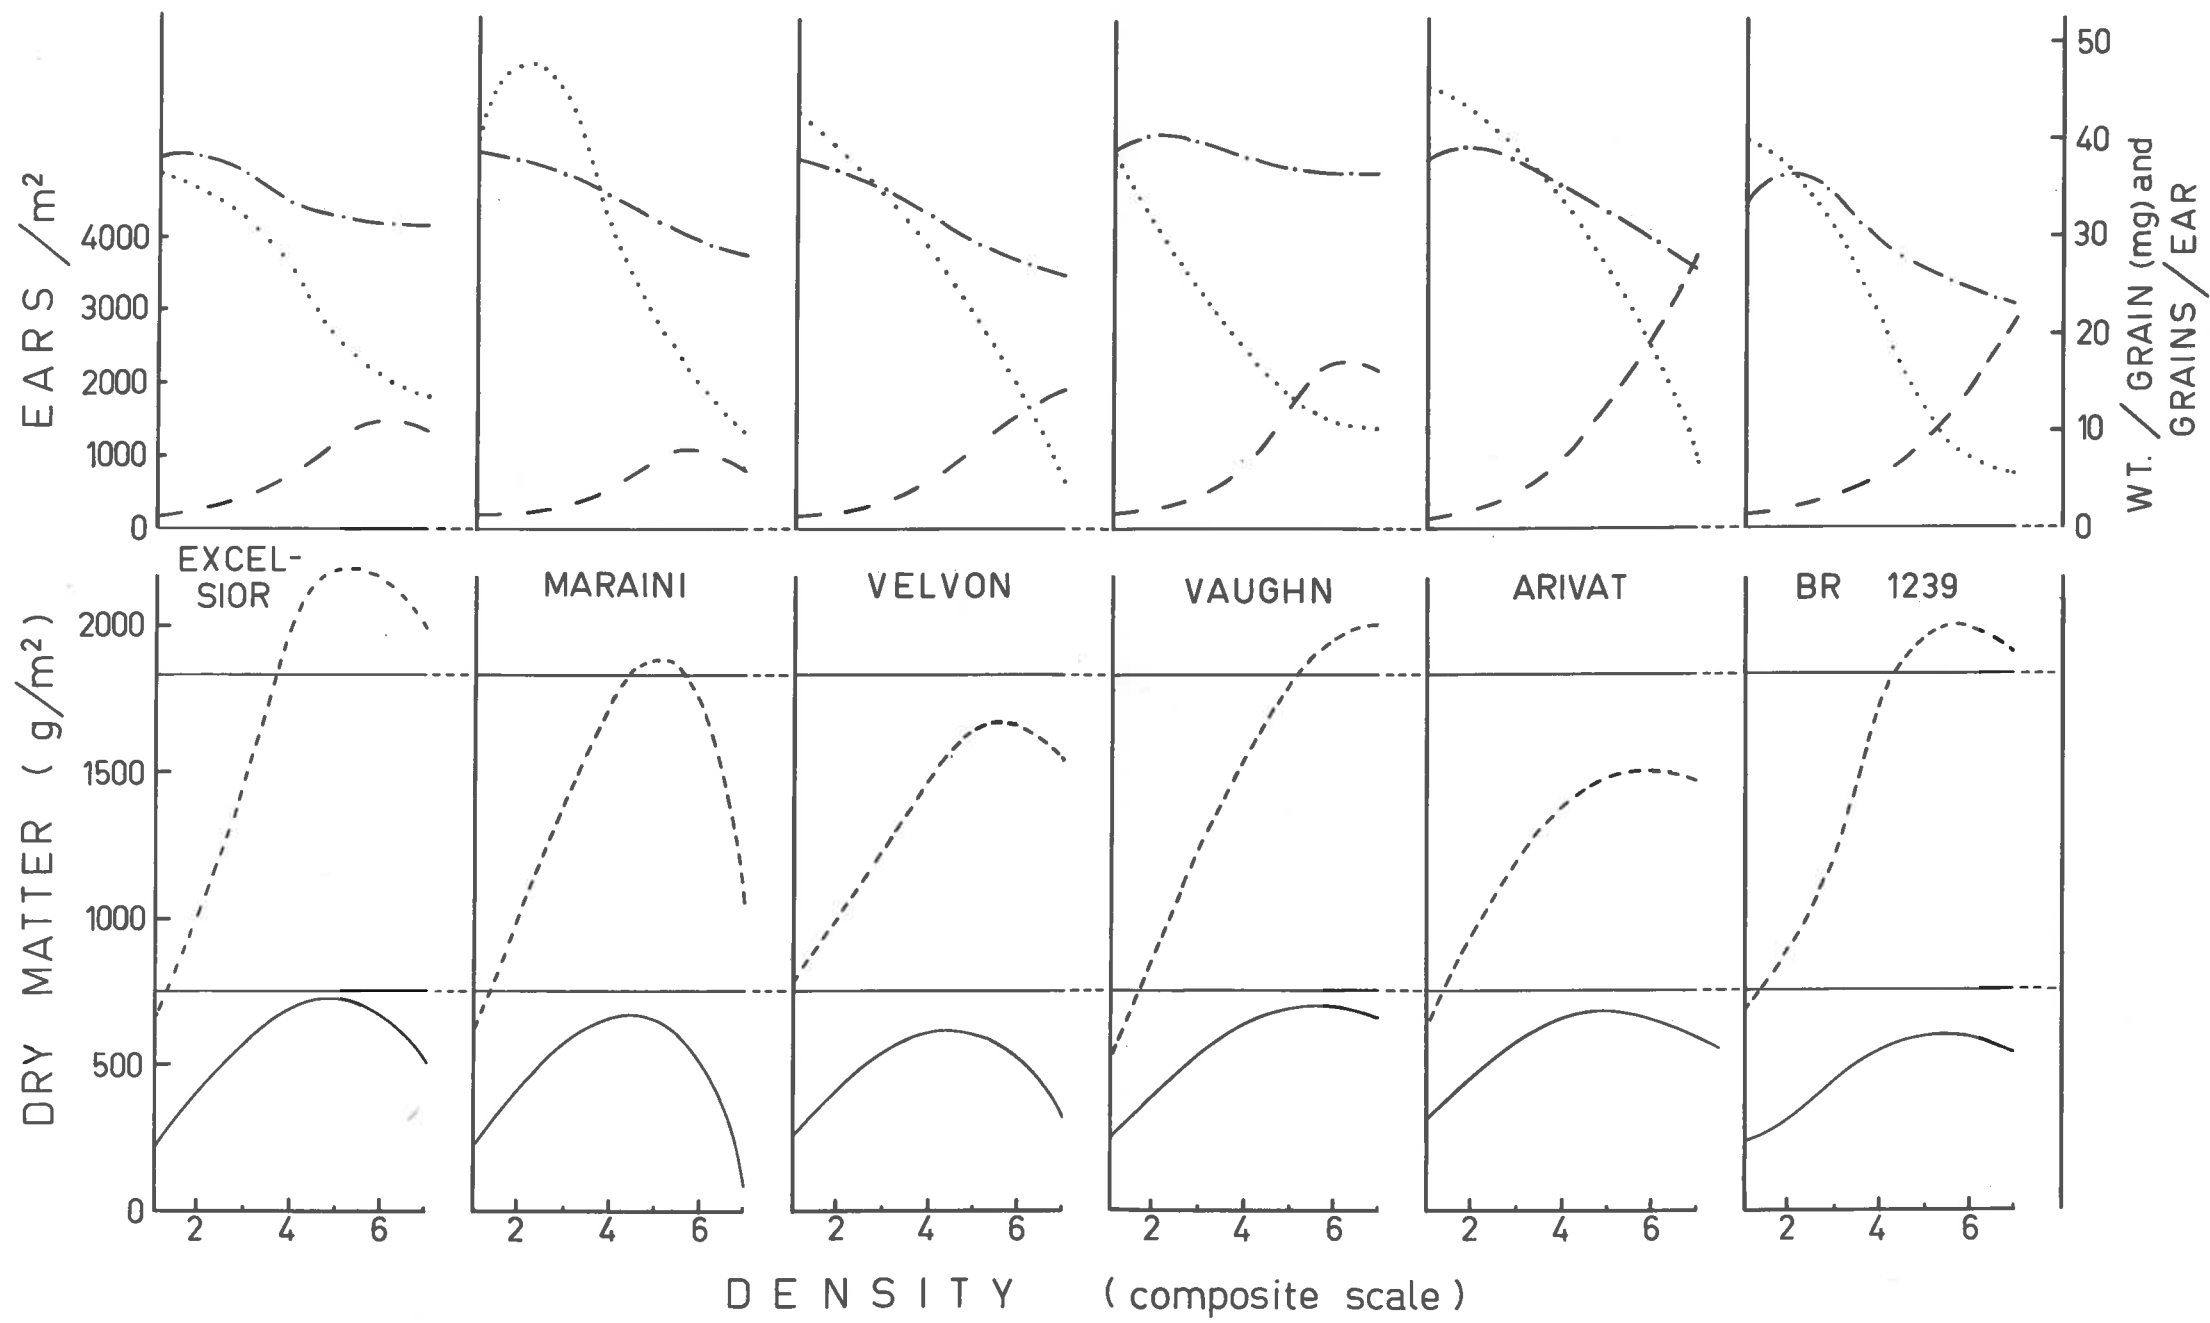 EARS /m²
4000
3000
2000
1000
0
50
40
30
20
10
0
WT. / GRAIN (mg) and
GRAINS / EAR
EXCEL-
SIOR
MARAINI
VELVON
VAUGHN
ARIVAT
BR 1239
DRY MATTER ( g/m²)
2000
1500
1000
500
0
2 4 6
2 4 6
2 4 6
2 4 6
2 4 6
2 4 6
DENSITY (composite scale)